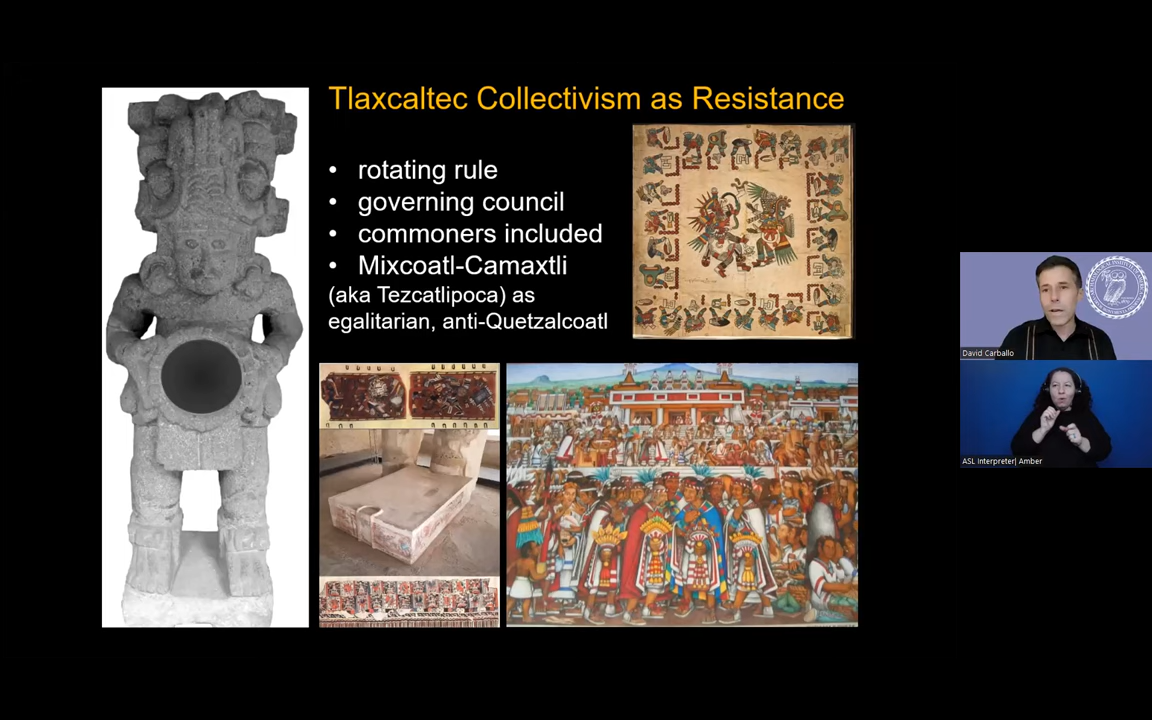 Tlaxcaltec Collectivism as Resistance
• rotating rule
• governing council
• commoners included
• Mixcoatl-Camaxtli
(aka Tezcatlipoca) as
egalitarian, anti-Quetzalcoatl
David Carballo
ASL Interpreter| Amber